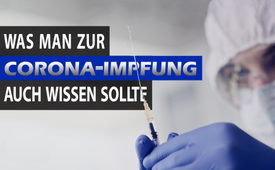 WAS MAN ZUR
CORONA-IMPFUNG
AUCH WISSEN SOLLTE